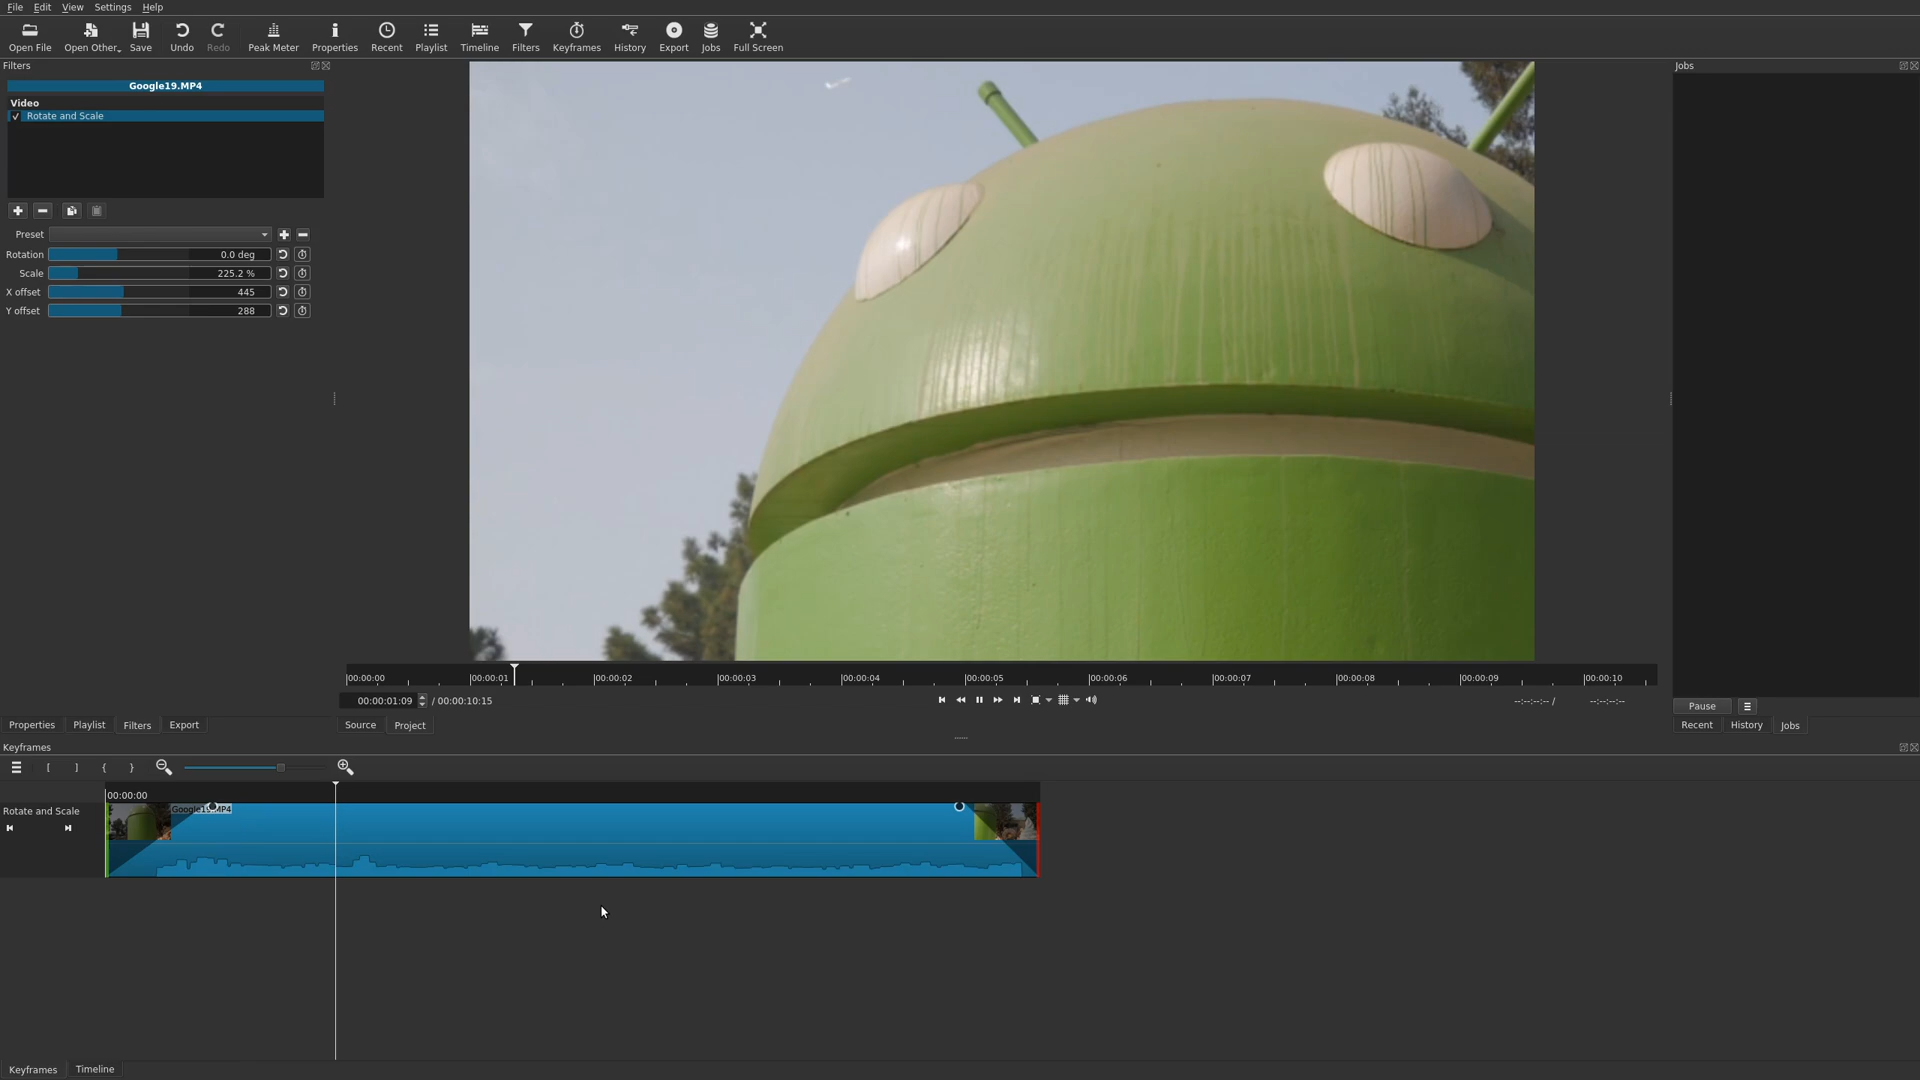 File Edit View Settings Help
Open File Open Other Save Undo Redo Peak Meter Properties Recent Playlist Timeline Filters Keyframes History Export Jobs Full Screen
Filters
Google19.MP4
Video
Rotate and Scale
Preset
Rotation 0.0 deg
Scale 225.2 %
X offset 445
Y offset 288
Properties Playlist Filters Export
00:00:00 00:00:01 00:00:02 00:00:03 00:00:04 00:00:05 00:00:06 00:00:07 00:00:08 00:00:09 00:00:10
00:00:01:09 / 00:00:10:15 --:--:--:-- / --:--:--:--
Source Project
Jobs
Pause
Recent History Jobs
Keyframes
[ ] { }
00:00:00
Rotate and Scale
Google19.MP4
Keyframes Timeline